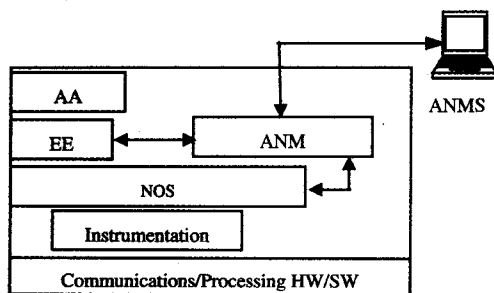 AA
ANMS
EE
ANM
NOS
Instrumentation
Communications/Processing HW/SW